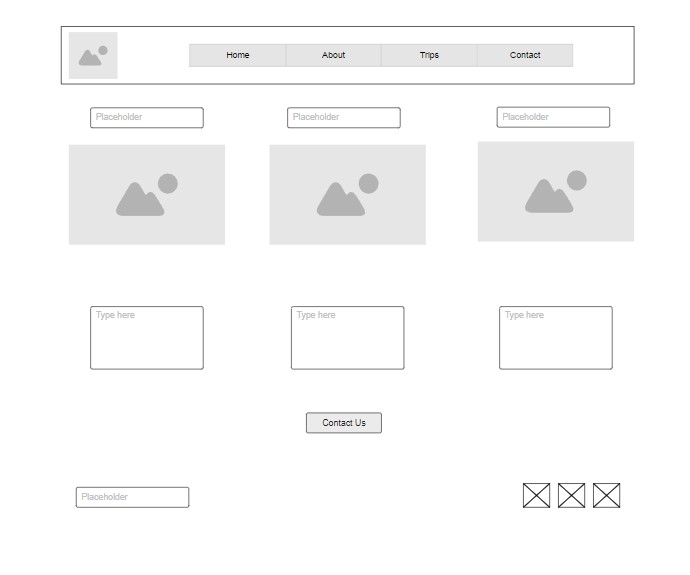 Home About Trips Contact
Placeholder Placeholder Placeholder
Type here Type here Type here
Contact Us
Placeholder